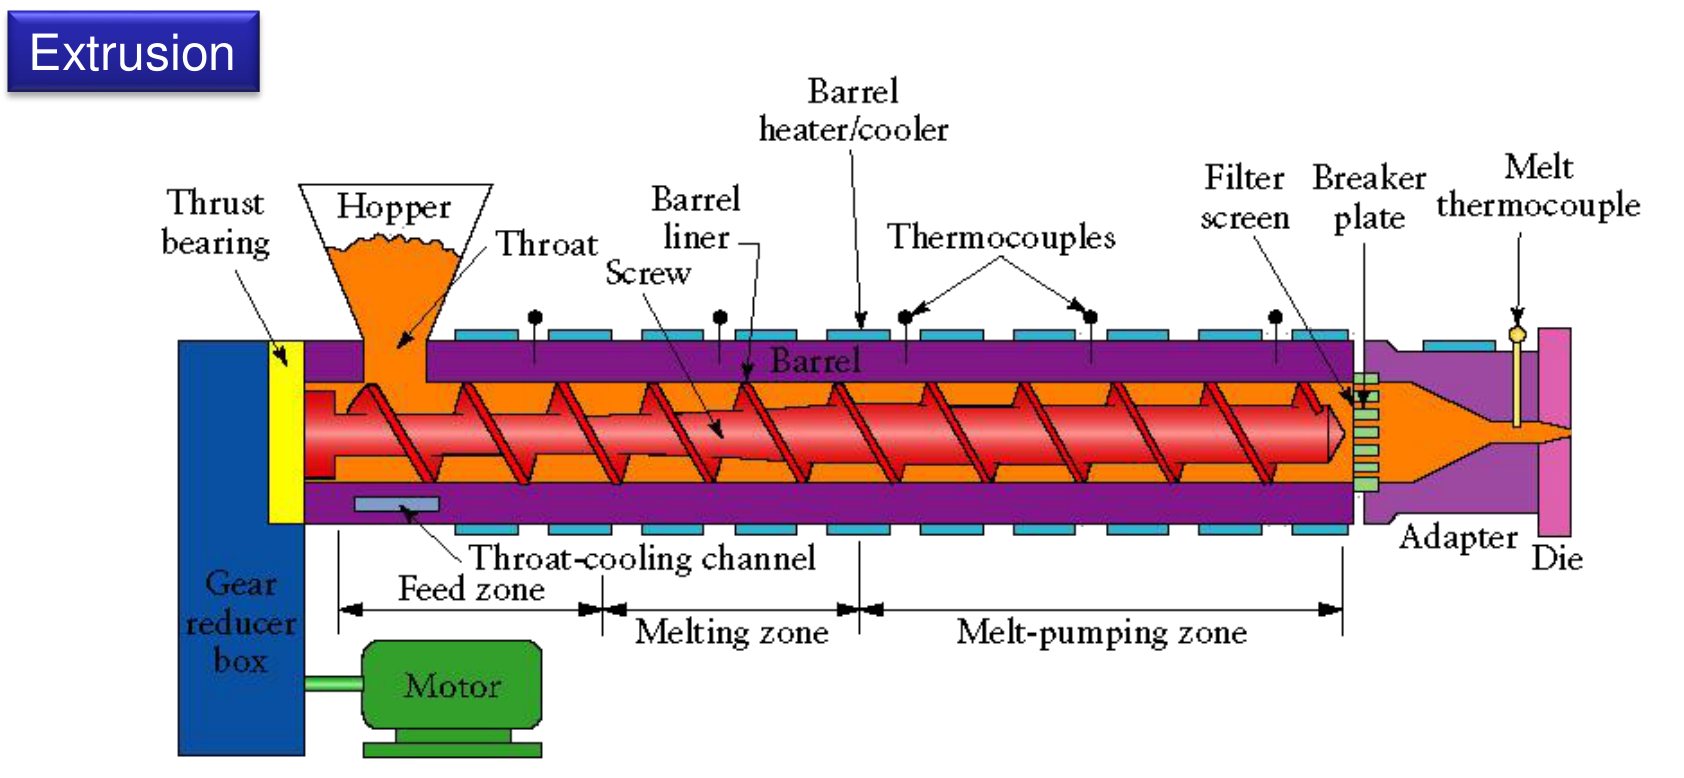 Extrusion
Barrel
heater/cooler
Thrust
bearing
Hopper
Throat
Barrel
liner
Screw
Thermocouples
Filter
screen
Breaker
plate
Melt
thermocouple
Barrel
Throat-cooling channel
Adapter
Die
Gear
reducer
box
Feed zone
Melting zone
Melt-pumping zone
Motor